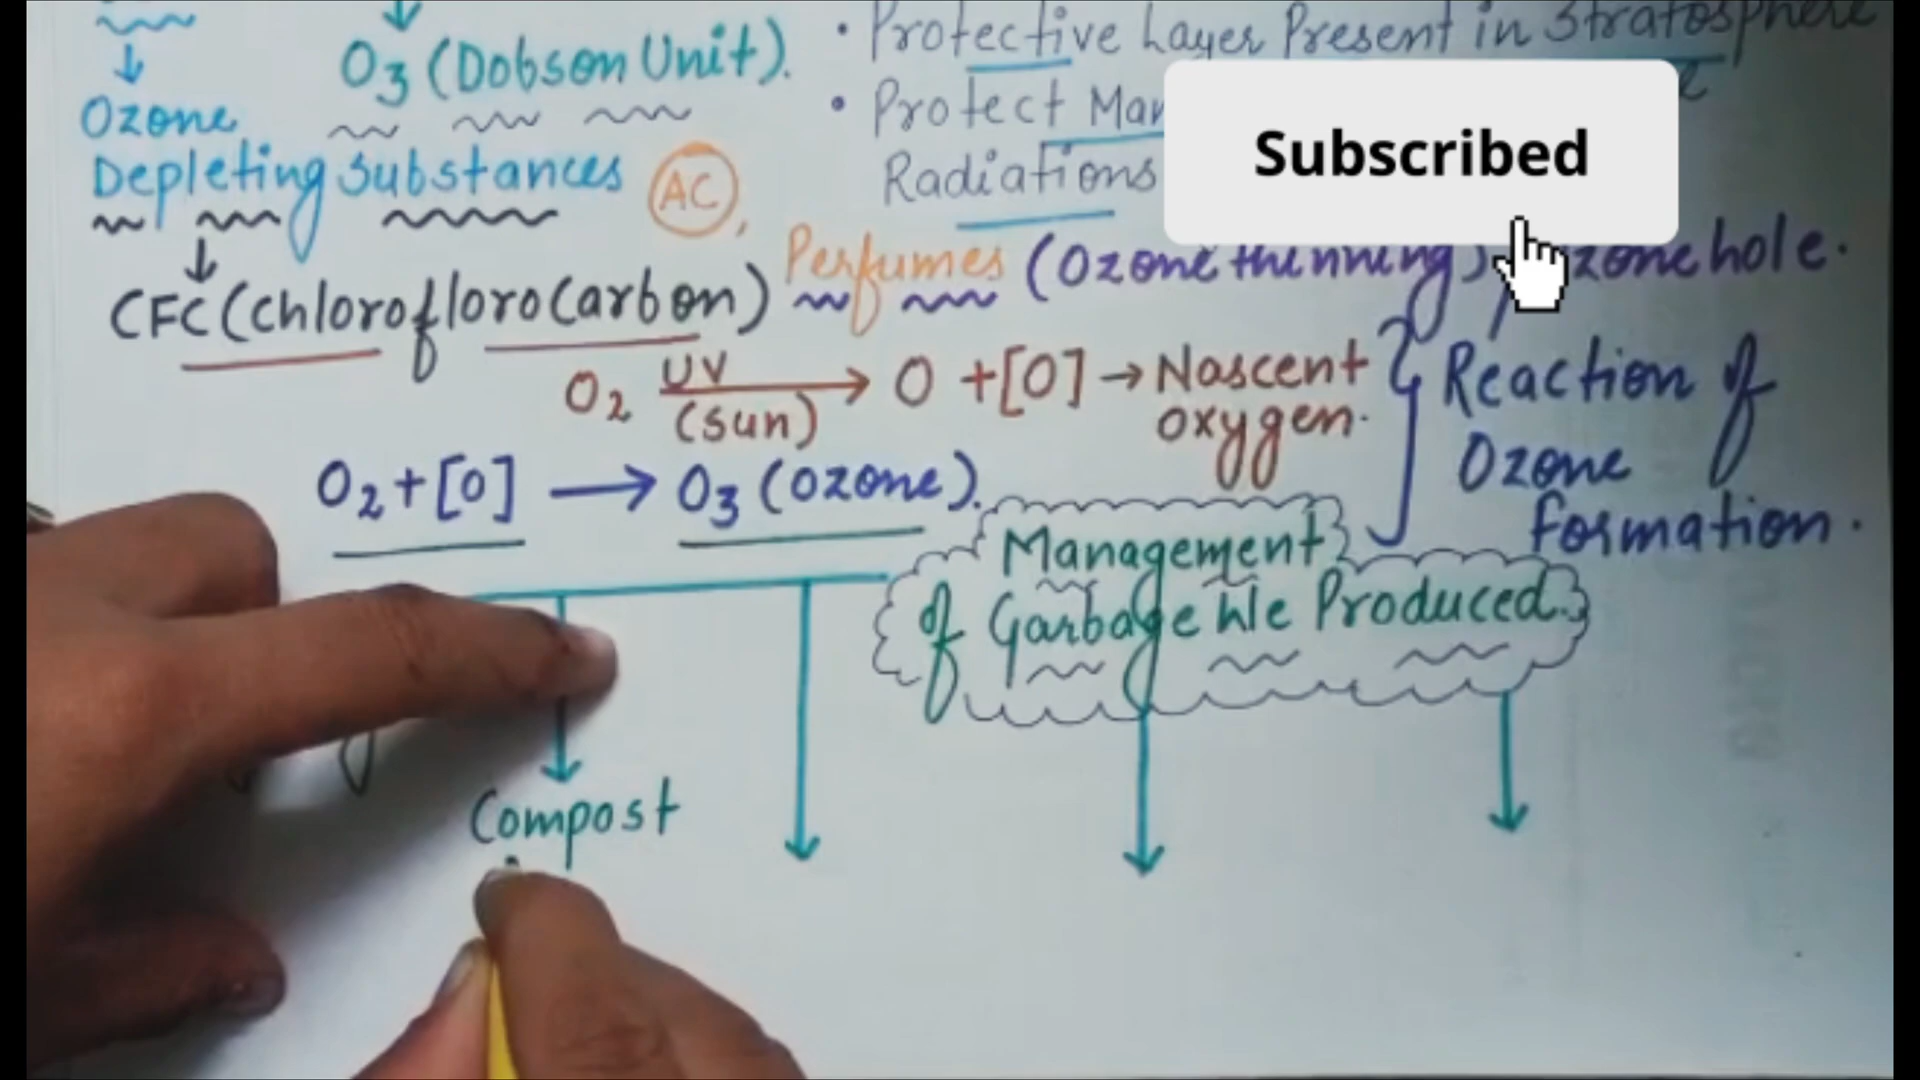 O3 (Dobson Unit).
• Protective Layer Present in Stratosphere
Ozone
Depleting Substances
AC,
• Protect
Radiations
Subscribed
CFC (chlorofloro carbon)
Perfumes (Ozone thinning)
hole.
O2 UV (sun) → O + [O] → Nascent
oxygen.
Reaction of
Ozone
formation.
O2 + [O] → O3 (Ozone).
Management
of Garbage We Produced.
Compost